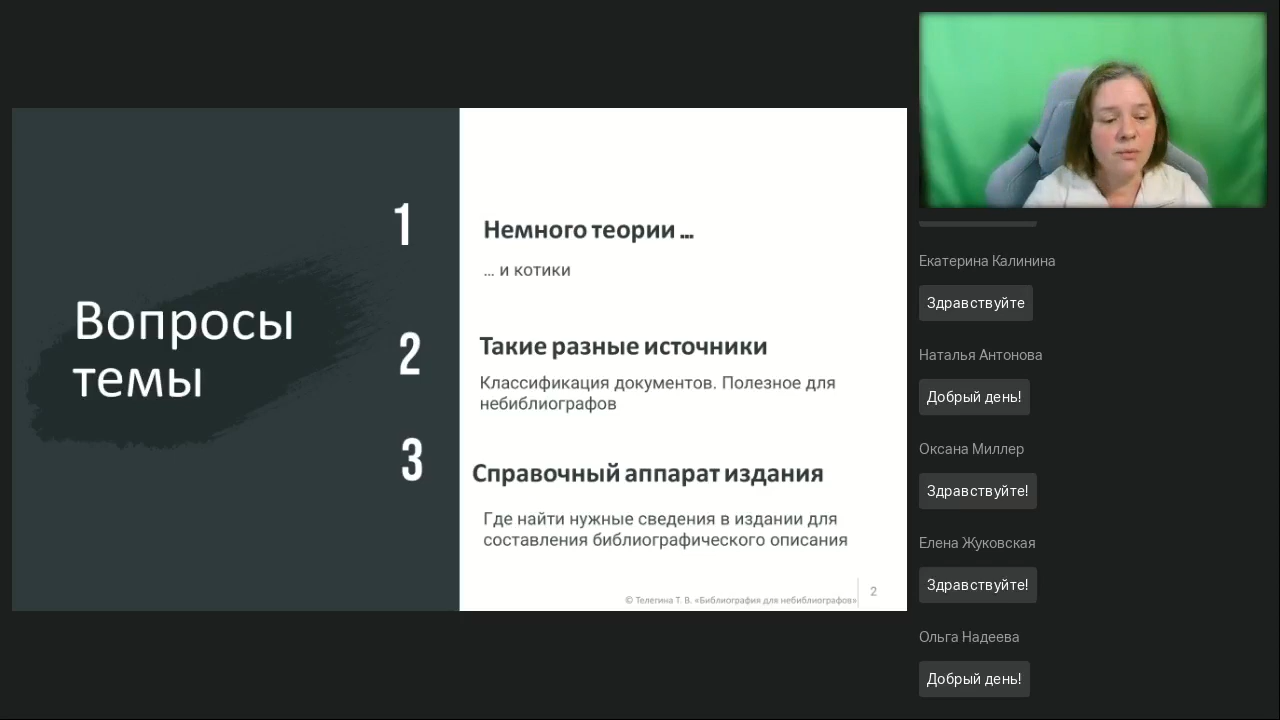 Вопросы
темы
1
Немного теории ...
... и котики
2
Такие разные источники
Классификация документов. Полезное для
небиблиографов
3
Справочный аппарат издания
Где найти нужные сведения в издании для
составления библиографического описания
© Телегина Т. В. «Библиография для небиблиографов»
2
Екатерина Калинина
Здравствуйте
Наталья Антонова
Добрый день!
Оксана Миллер
Здравствуйте!
Елена Жуковская
Здравствуйте!
Ольга Надеева
Добрый день!